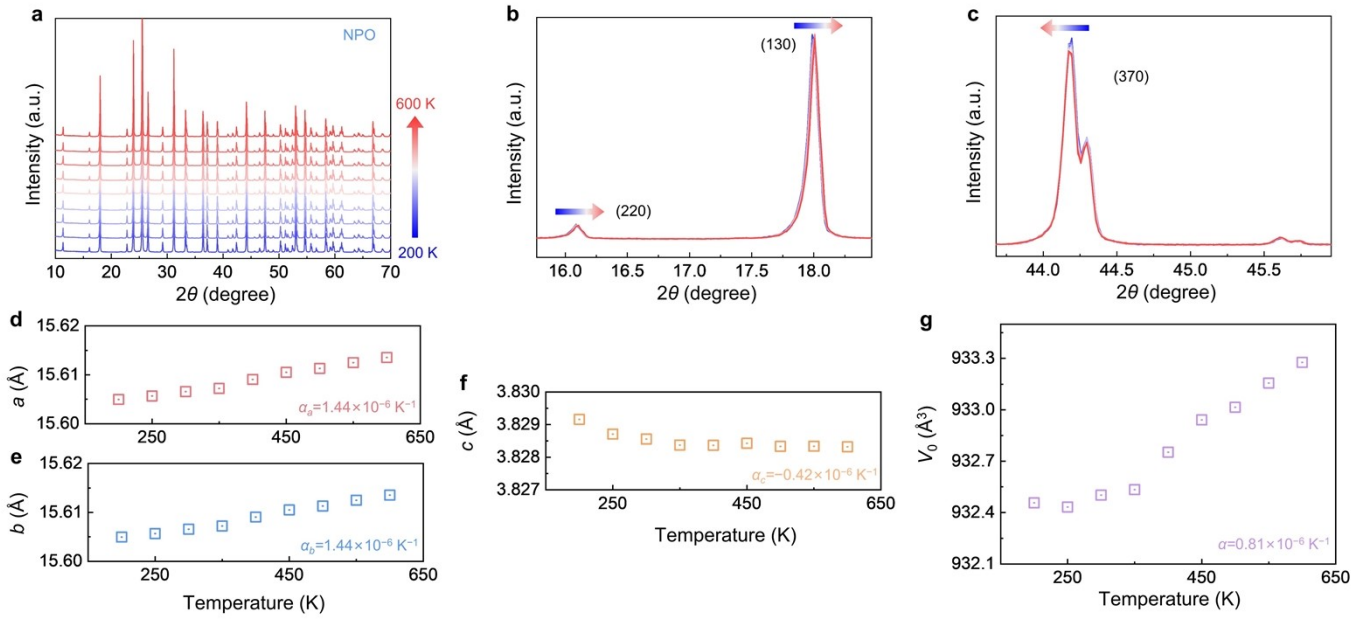 a
NPO
600 K
200 K
Intensity (a.u.)
10 20 30 40 50 60 70
2θ (degree)
b
(130)
(220)
Intensity (a.u.)
16.0 16.5 17.0 17.5 18.0
2θ (degree)
c
(370)
Intensity (a.u.)
44.0 44.5 45.0 45.5
2θ (degree)
d
15.62
15.61
15.60
a (Å)
αa=1.44×10⁻⁶ K⁻¹
250 450 650
e
15.62
15.61
15.60
b (Å)
αb=1.44×10⁻⁶ K⁻¹
250 450 650
Temperature (K)
f
3.830
3.829
3.828
3.827
c (Å)
αc=−0.42×10⁻⁶ K⁻¹
250 450 650
Temperature (K)
g
933.3
933.0
932.7
932.4
932.1
V₀ (Å³)
α=0.81×10⁻⁶ K⁻¹
250 450 650
Temperature (K)